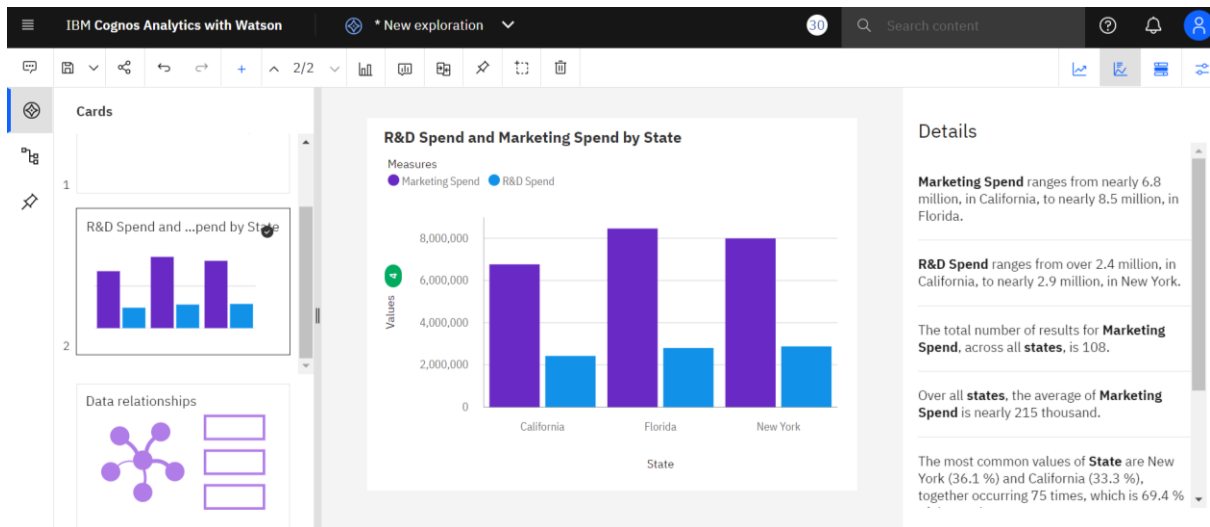 IBM Cognos Analytics with Watson
* New exploration
30
Search content
2/2
Cards
1
R&D Spend and ...pend by State
2
Data relationships
R&D Spend and Marketing Spend by State
Measures
Marketing Spend
R&D Spend
8,000,000
6,000,000
4,000,000
2,000,000
0
Values
4
California
Florida
New York
State
Details
Marketing Spend ranges from nearly 6.8
million, in California, to nearly 8.5 million, in
Florida.
R&D Spend ranges from over 2.4 million, in
California, to nearly 2.9 million, in New York.
The total number of results for Marketing
Spend, across all states, is 108.
Over all states, the average of Marketing
Spend is nearly 215 thousand.
The most common values of State are New
York (36.1 %) and California (33.3 %),
together occurring 75 times, which is 69.4 %